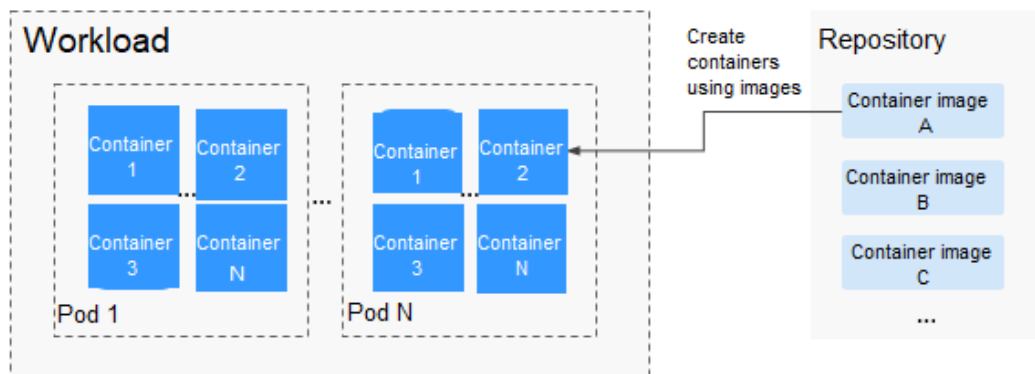 Workload
Container
1
Container
2
...
Container
3
Container
N
Pod 1
...
Container
1
Container
2
...
Container
3
Container
N
Pod N
Create
containers
using images
Repository
Container image
A
Container image
B
Container image
C
...